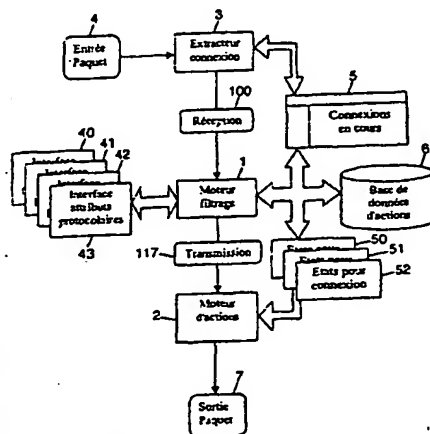 4
3
Entrée
Paquet
Extracteur
connexion
5
100
Réception
Connexions
en cours
40
41
42
6
1
Interface
attributs
protocolaires
Moteur
filtrage
Base de
données
d'actions
43
50
51
117
Transmission
Etats pour
connexion
52
2
Moteur
d'actions
7
Sortie
Paquet